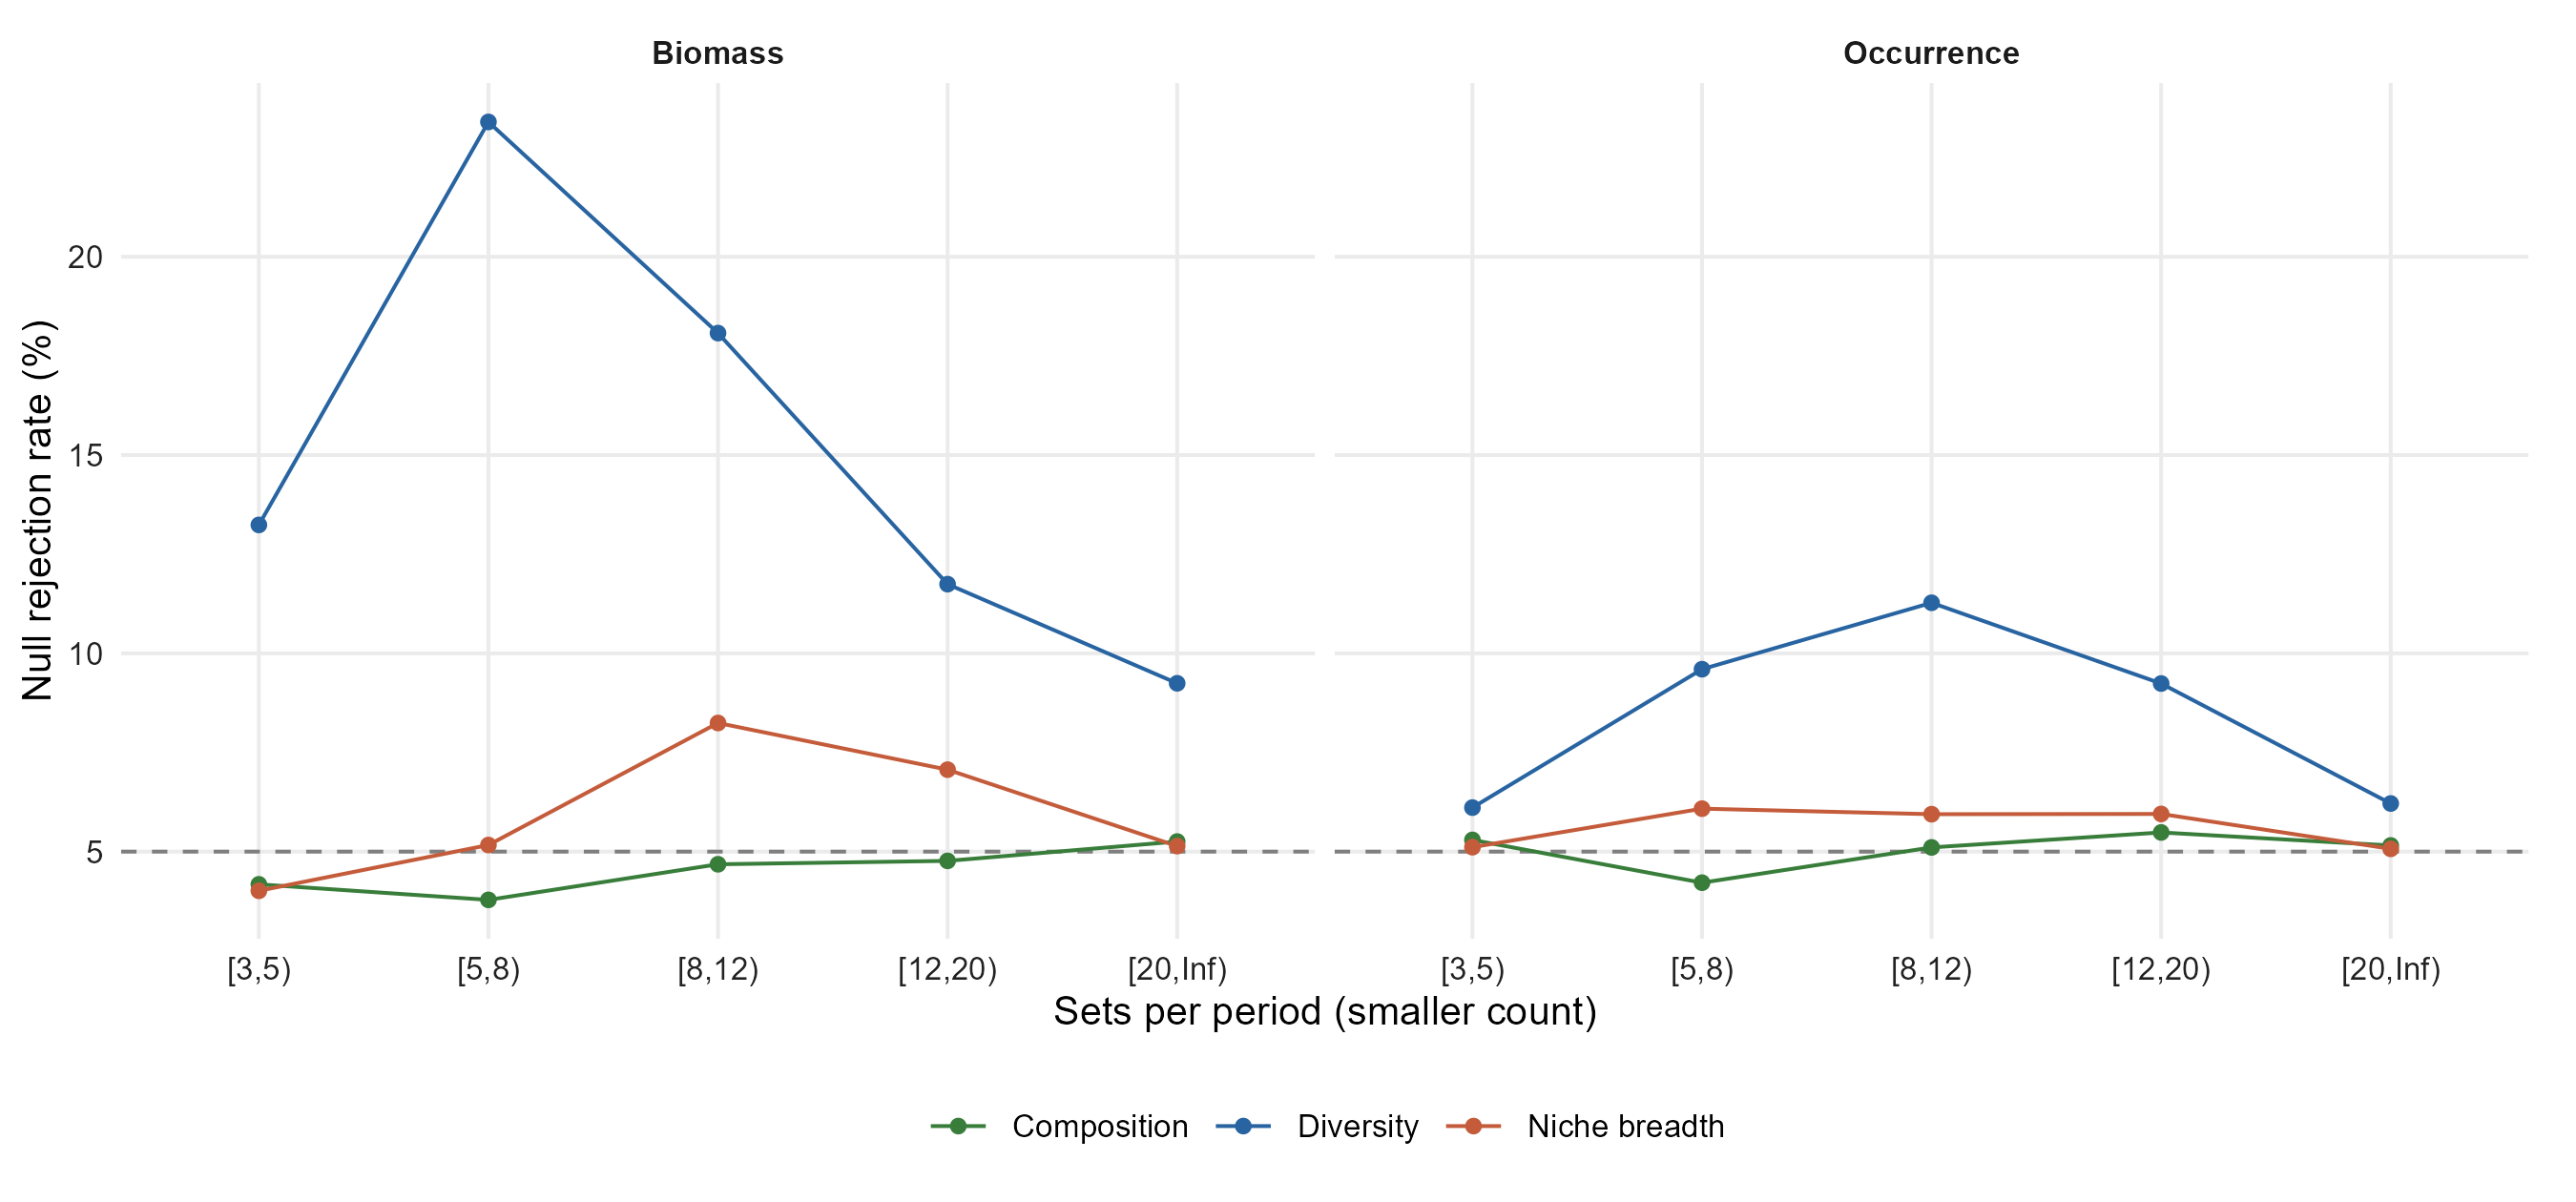 Biomass
Occurrence
Null rejection rate (%)
20
15
10
5
[3,5) [5,8) [8,12) [12,20) [20,Inf)
[3,5) [5,8) [8,12) [12,20) [20,Inf)
Sets per period (smaller count)
Composition Diversity Niche breadth